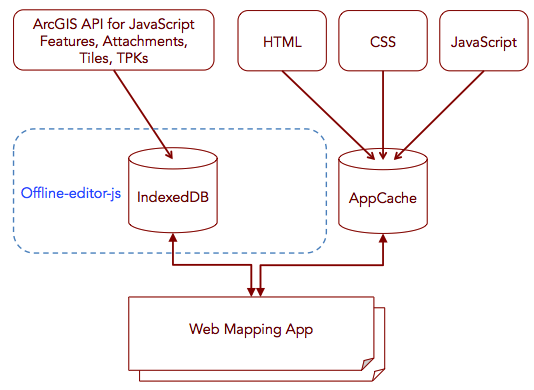 ArcGIS API for JavaScript
Features, Attachments,
Tiles, TPKs
HTML
CSS
JavaScript
Offline-editor-js
IndexedDB
AppCache
Web Mapping App